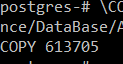 postgres-# \CO
nce/DataBase/A
COPY 613705